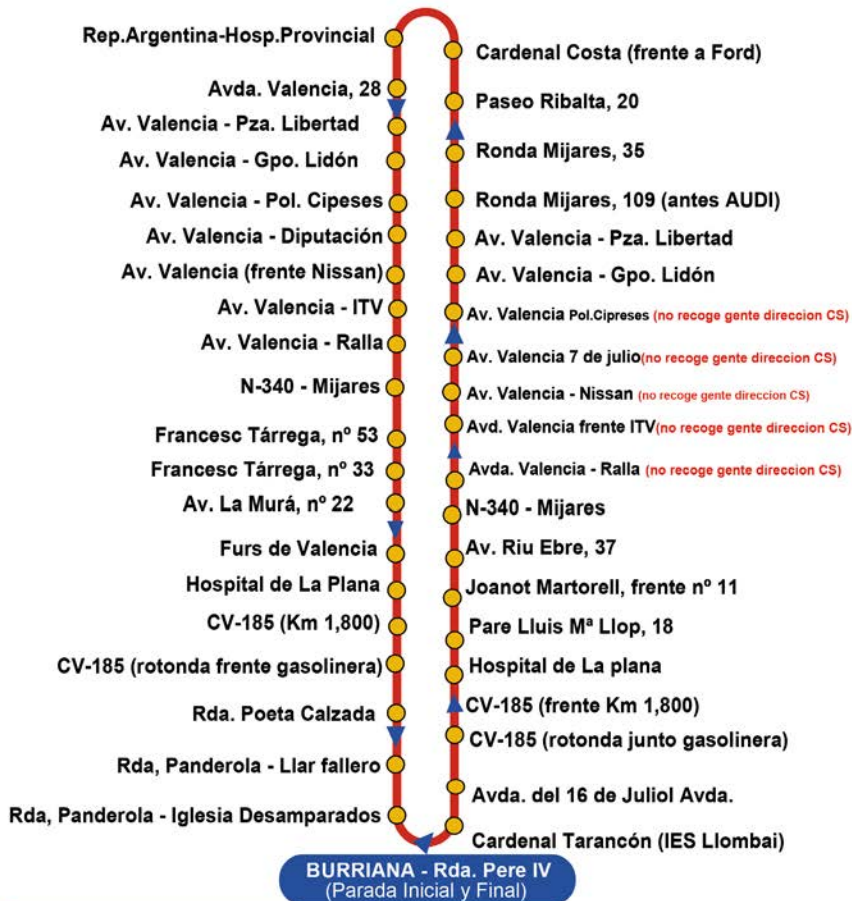 Rep.Argentina-Hosp.Provincial
Avda. Valencia, 28
Av. Valencia - Pza. Libertad
Av. Valencia - Gpo. Lidón
Av. Valencia - Pol. Cipeses
Av. Valencia - Diputación
Av. Valencia (frente Nissan)
Av. Valencia - ITV
Av. Valencia - Ralla
N-340 - Mijares
Francesc Tárrega, nº 53
Francesc Tárrega, nº 33
Av. La Murá, nº 22
Furs de Valencia
Hospital de La Plana
CV-185 (Km 1,800)
CV-185 (rotonda frente gasolinera)
Rda. Poeta Calzada
Rda, Panderola - Llar fallero
Rda, Panderola - Iglesia Desamparados
Cardenal Costa (frente a Ford)
Paseo Ribalta, 20
Ronda Mijares, 35
Ronda Mijares, 109 (antes AUDI)
Av. Valencia - Pza. Libertad
Av. Valencia - Gpo. Lidón
Av. Valencia Pol.Cipreses (no recoge gente direccion CS)
Av. Valencia 7 de julio(no recoge gente direccion CS)
Av. Valencia - Nissan (no recoge gente direccion CS)
Avd. Valencia frente ITV(no recoge gente direccion CS)
Avda. Valencia - Ralla (no recoge gente direccion CS)
N-340 - Mijares
Av. Riu Ebre, 37
Joanot Martorell, frente nº 11
Pare Lluis Mª Llop, 18
Hospital de La plana
CV-185 (frente Km 1,800)
CV-185 (rotonda junto gasolinera)
Avda. del 16 de Juliol Avda.
Cardenal Tarancón (IES Llombai)
BURRIANA - Rda. Pere IV
(Parada Inicial y Final)